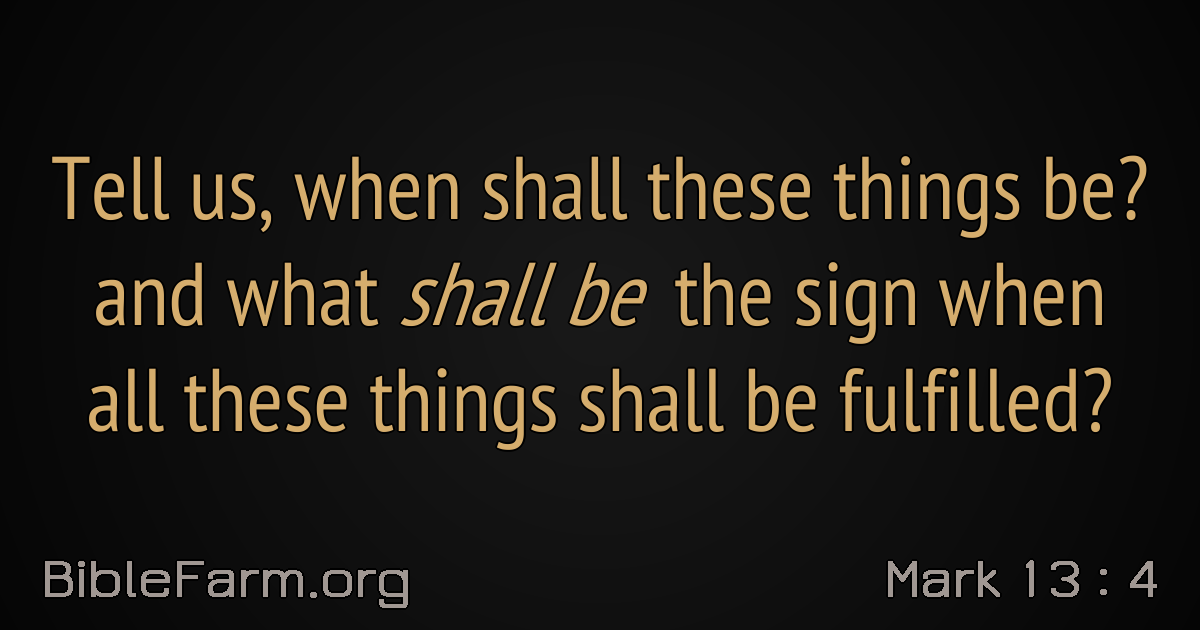 Tell us, when shall these things be?
and what shall be the sign when
all these things shall be fulfilled?
BibleFarm.org
Mark 13 : 4